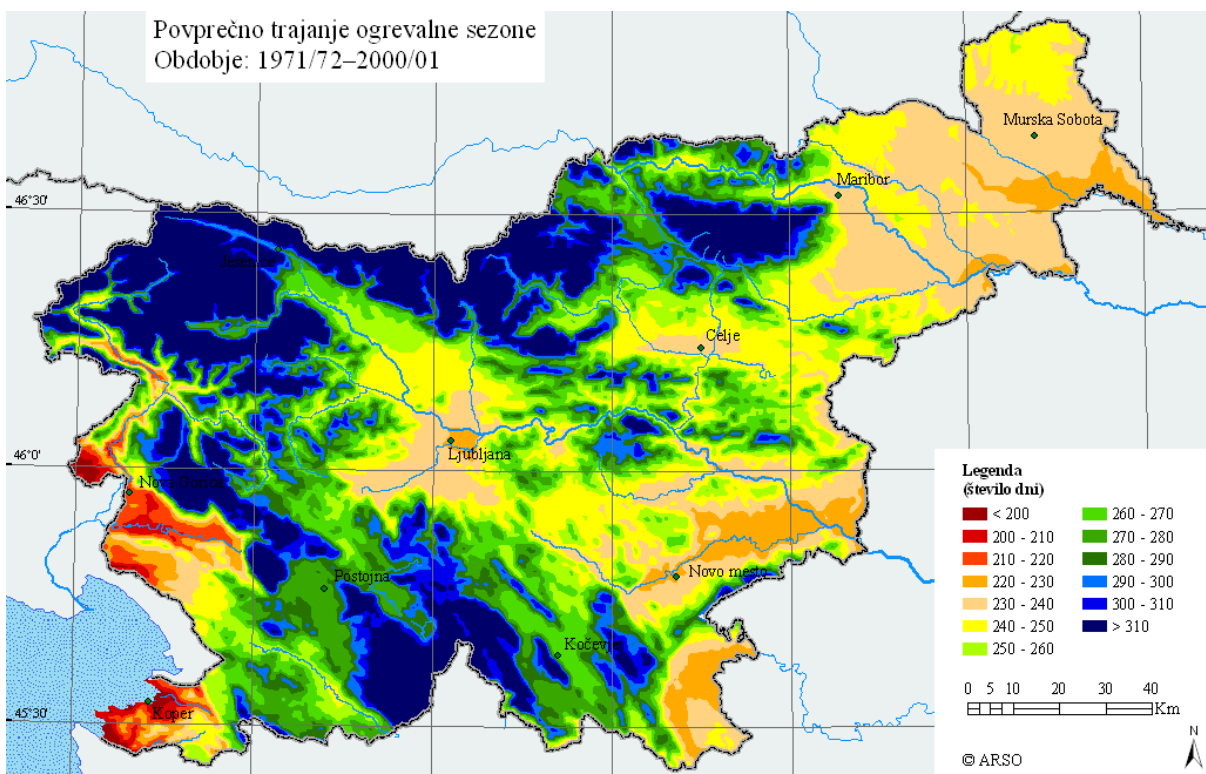 Povprečno trajanje ogrevalne sezone
Obdobje: 1971/72–2000/01
Murska Sobota
Maribor
46°30'
Celje
Ljubljana
46°0'
Nova Gorica
Novo mesto
Postojna
Kočevje
45°30'
Koper
Legenda
(število dni)
< 200
200 - 210
210 - 220
220 - 230
230 - 240
240 - 250
250 - 260
260 - 270
270 - 280
280 - 290
290 - 300
300 - 310
> 310
0 5 10 20 30 40
Km
N
© ARSO